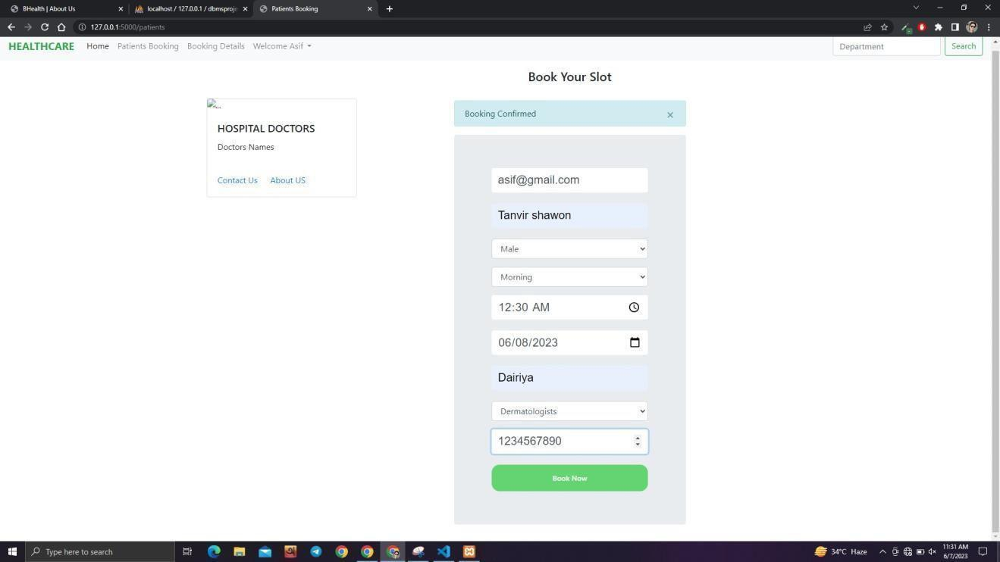 BHealth | About Us
localhost / 127.0.0.1 / dbmsproje
Patients Booking
127.0.0.1:5000/patients
HEALTHCARE Home Patients Booking Booking Details Welcome Asif Department Search
Book Your Slot
...
HOSPITAL DOCTORS
Doctors Names
Contact Us About US
Booking Confirmed ×
asif@gmail.com
Tanvir shawon
Male
Morning
12:30 AM
06/08/2023
Dairiya
Dermatologists
1234567890
Book Now
Type here to search
34°C Haze
11:31 AM
6/7/2023